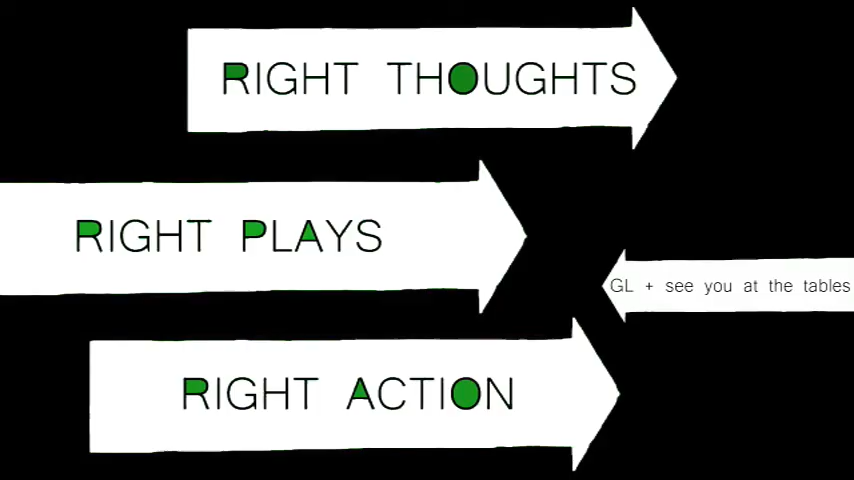 RIGHT THOUGHTS
RIGHT PLAYS
GL + see you at the tables
RIGHT ACTION